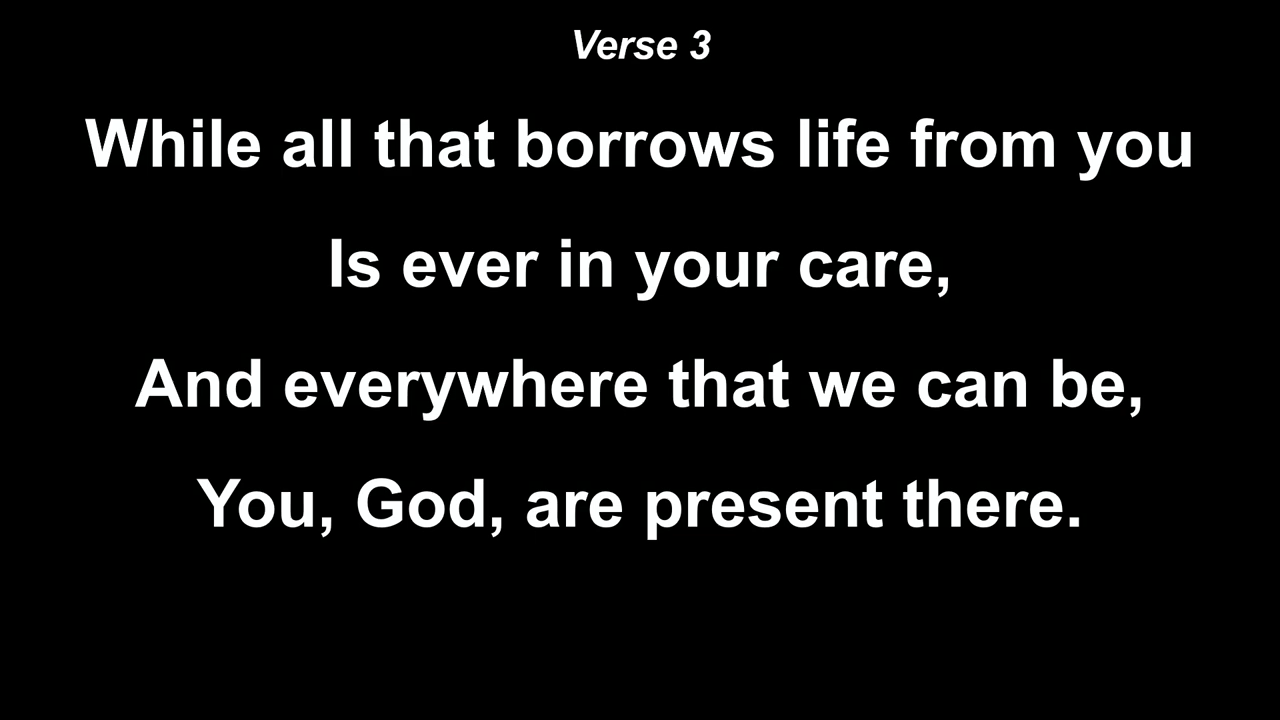 Verse 3
While all that borrows life from you
Is ever in your care,
And everywhere that we can be,
You, God, are present there.